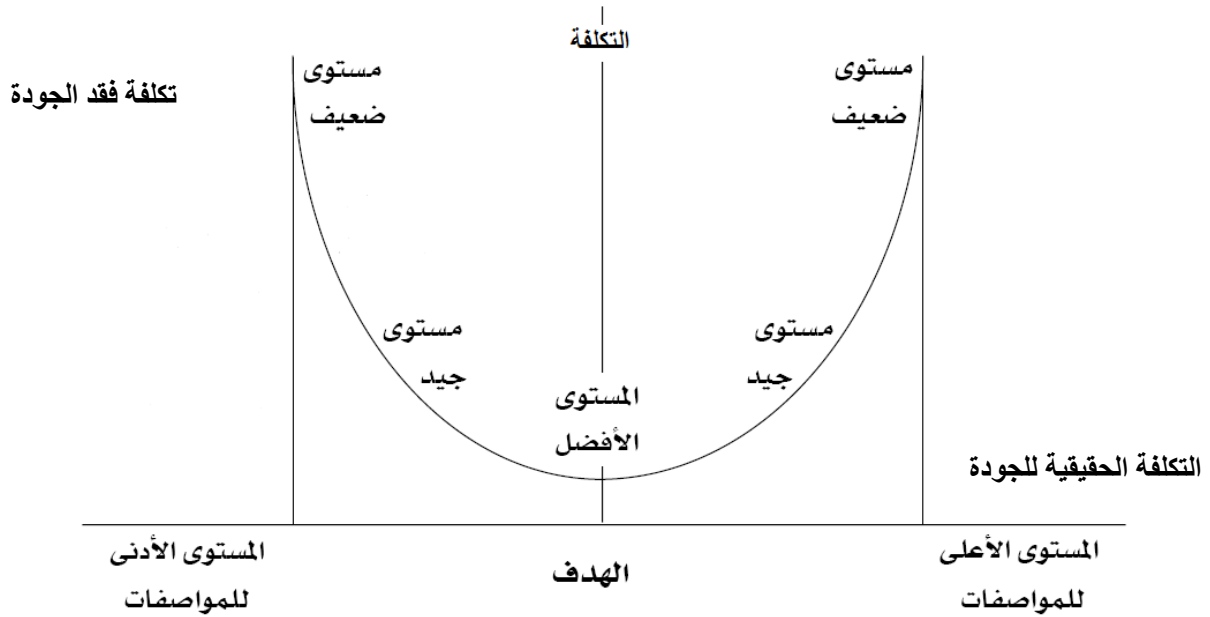 التكلفة
مستوى
ضعيف
مستوى
ضعيف
تكلفة فقد الجودة
مستوى
جيد
مستوى
جيد
المستوى
الأفضل
التكلفة الحقيقية للجودة
المستوى الأعلى
للمواصفات
الهدف
المستوى الأدنى
للمواصفات